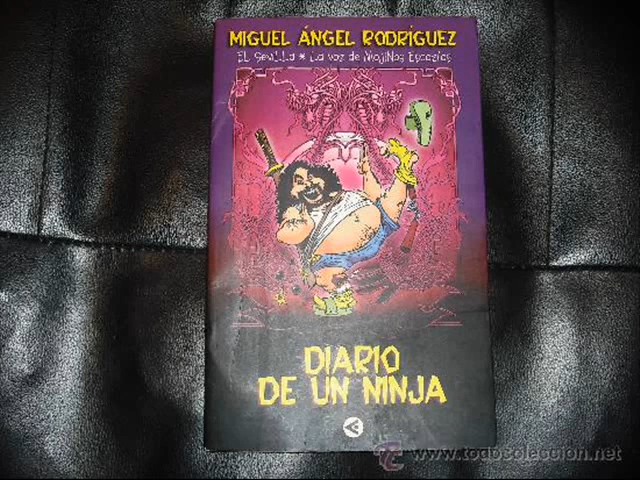 MIGUEL ÁNGEL RODRÍGUEZ
EL SEVILLA * La voz de Mojinos Escozíos
DIARIO
DE UN NINJA
www.todocoleccion.net